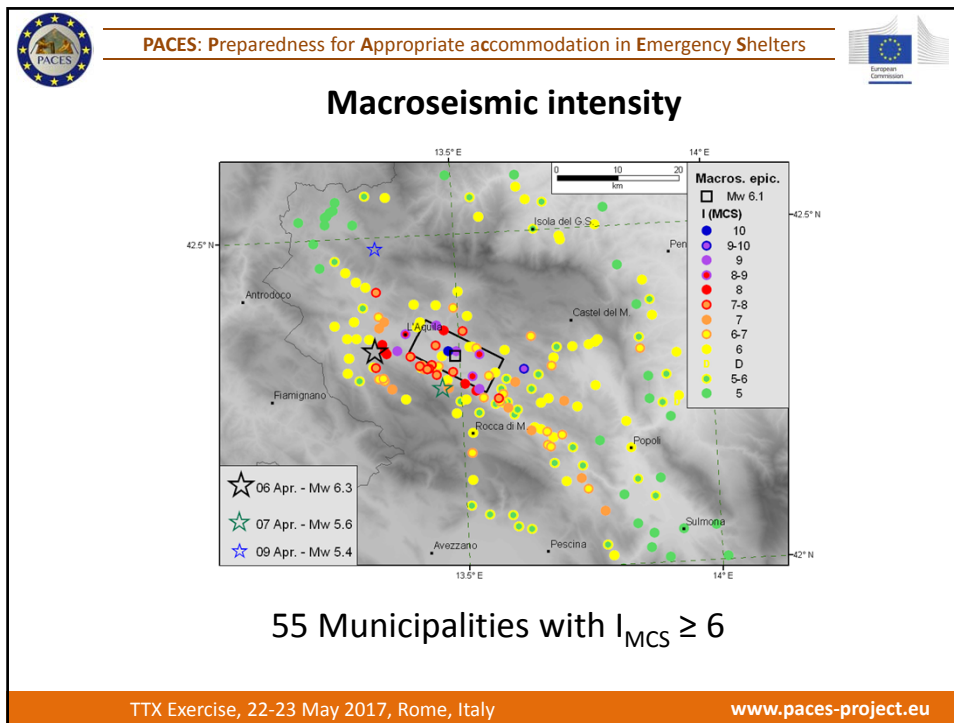 PACES
PACES: Preparedness for Appropriate accommodation in Emergency Shelters
European
Commission
Macroseismic intensity
13.5° E
14° E
0 10 20
km
Macros. epic.
Mw 6.1
I (MCS)
10
9-10
9
8-9
8
7-8
7
6-7
6
D
5-6
5
42.5° N
42.5° N
Isola del G.S.
Pen
Antrodoco
Castel del M.
L'Aquila
Fiamignano
Rocca di M.
Popoli
Sulmona
Avezzano
Pescina
42° N
06 Apr. - Mw 6.3
07 Apr. - Mw 5.6
09 Apr. - Mw 5.4
13.5° E
14° E
55 Municipalities with IMCS ≥ 6
TTX Exercise, 22-23 May 2017, Rome, Italy
www.paces-project.eu